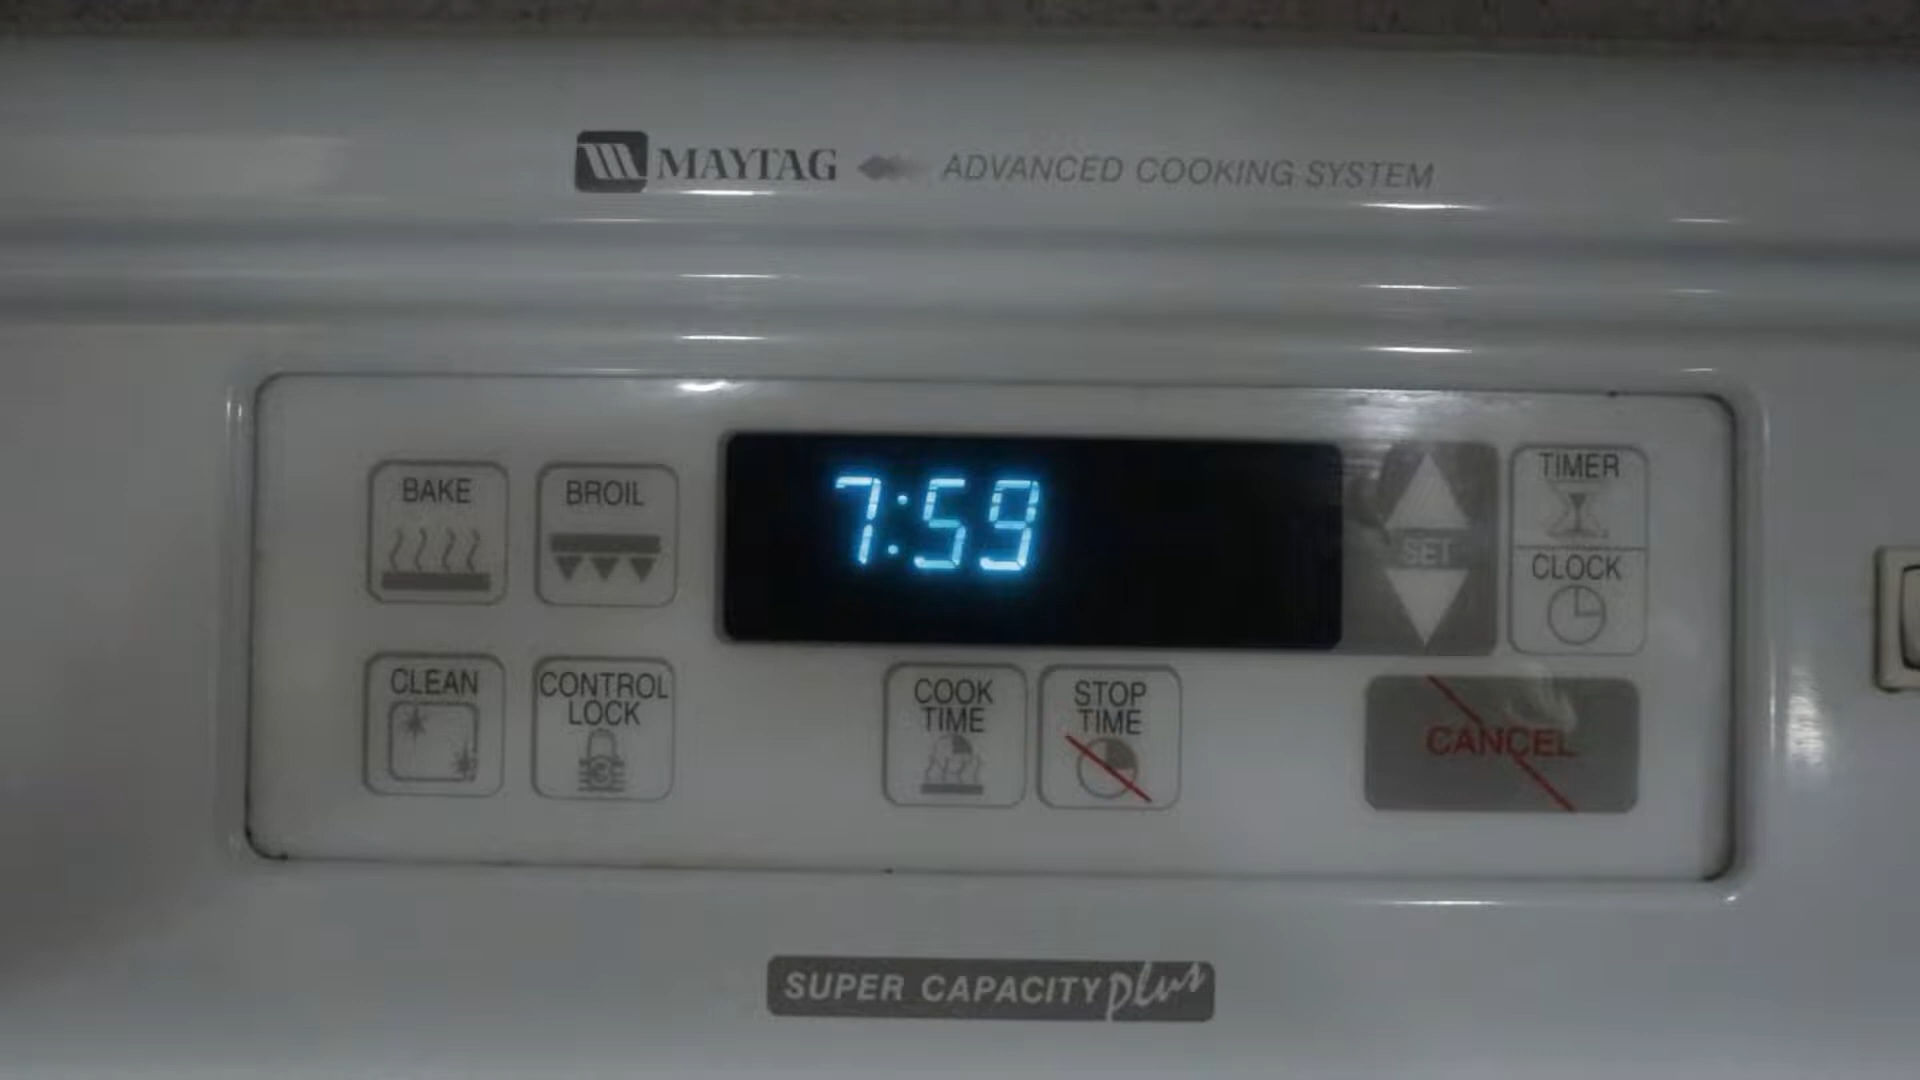 MAYTAG ADVANCED COOKING SYSTEM
BAKE
BROIL
7:59
SET
TIMER
CLOCK
CLEAN
CONTROL
LOCK
COOK
TIME
STOP
TIME
CANCEL
SUPER CAPACITY plus